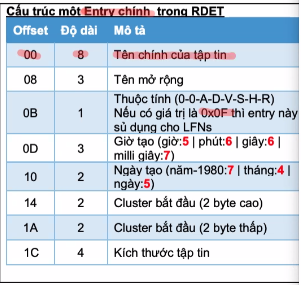 Cấu trúc một Entry chính trong RDET
Offset Độ dài Mô tả
00 8 Tên chính của tập tin
08 3 Tên mở rộng
0B 1 Thuộc tính (0-0-A-D-V-S-H-R)
Nếu có giá trị là 0x0F thì entry này
sử dụng cho LFNs
0D 3 Giờ tạo (giờ:5 | phút:6 | giây:6 |
milli giây:7)
10 2 Ngày tạo (năm-1980:7 | tháng:4 |
ngày:5)
14 2 Cluster bắt đầu (2 byte cao)
1A 2 Cluster bắt đầu (2 byte thấp)
1C 4 Kích thước tập tin